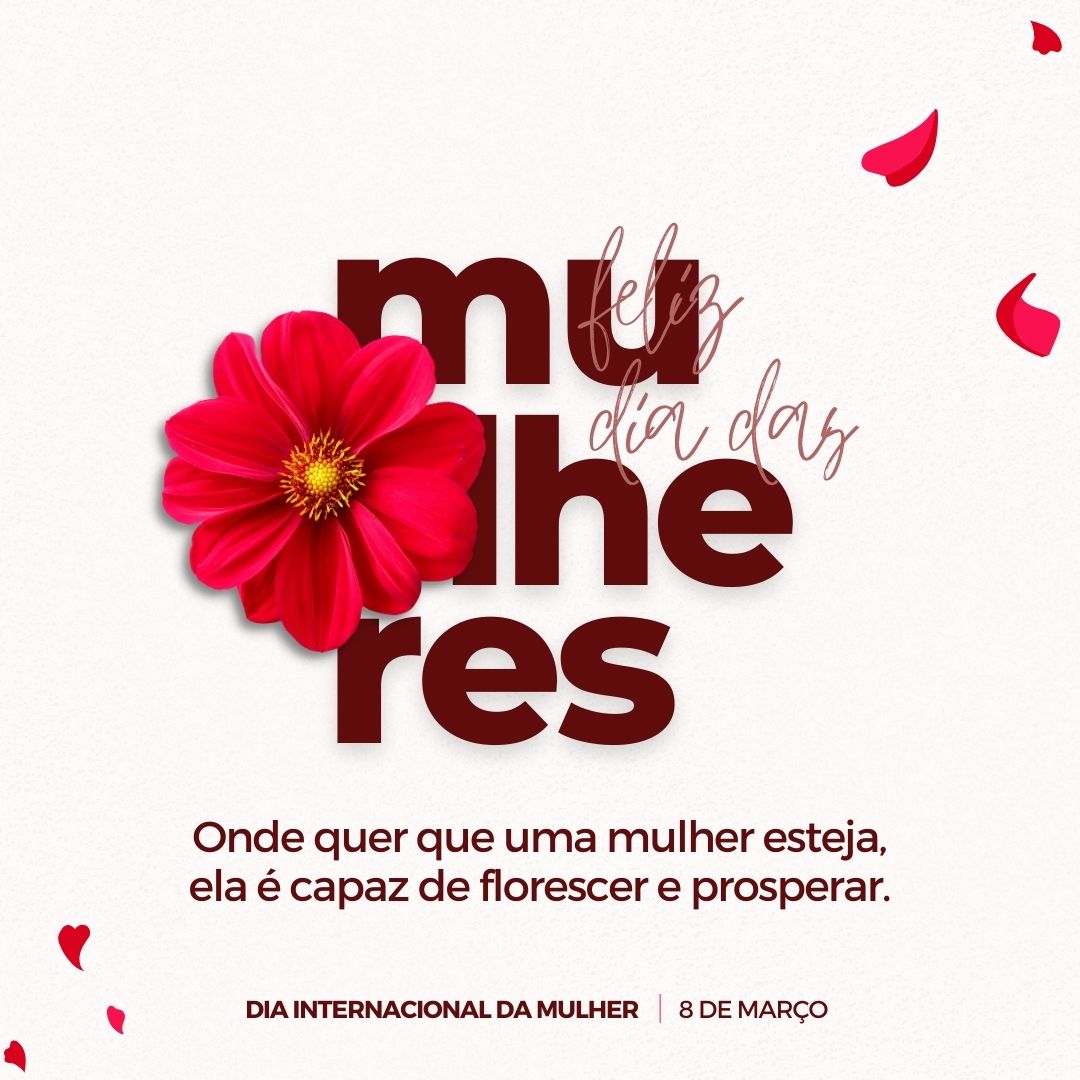 feliz
dia das
mu
lhe
res
Onde quer que uma mulher esteja,
ela é capaz de florescer e prosperar.
DIA INTERNACIONAL DA MULHER | 8 DE MARÇO